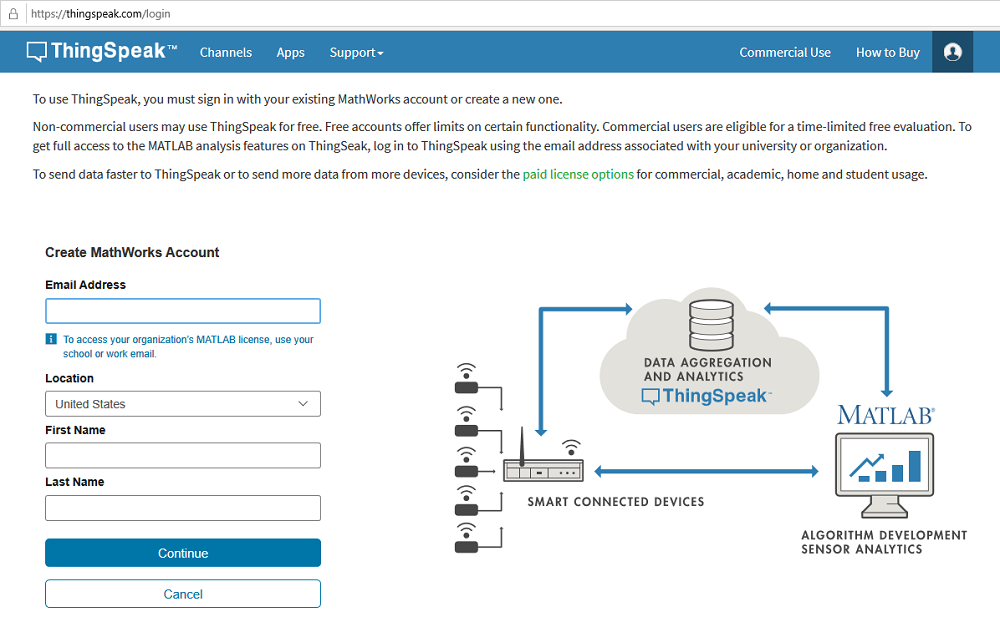 https://thingspeak.com/login
ThingSpeak™ Channels Apps Support Commercial Use How to Buy
To use ThingSpeak, you must sign in with your existing MathWorks account or create a new one.
Non-commercial users may use ThingSpeak for free. Free accounts offer limits on certain functionality. Commercial users are eligible for a time-limited free evaluation. To
get full access to the MATLAB analysis features on ThingSeak, log in to ThingSpeak using the email address associated with your university or organization.
To send data faster to ThingSpeak or to send more data from more devices, consider the paid license options for commercial, academic, home and student usage.
Create MathWorks Account
Email Address
i To access your organization's MATLAB license, use your
school or work email.
Location
United States
First Name
Last Name
Continue
Cancel
DATA AGGREGATION
AND ANALYTICS
ThingSpeak™
SMART CONNECTED DEVICES
MATLAB®
ALGORITHM DEVELOPMENT
SENSOR ANALYTICS